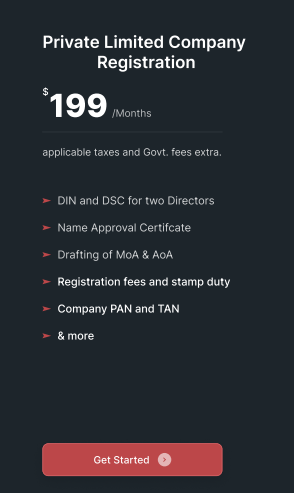 Private Limited Company
Registration
$199 /Months
applicable taxes and Govt. fees extra.
DIN and DSC for two Directors
Name Approval Certifcate
Drafting of MoA & AoA
Registration fees and stamp duty
Company PAN and TAN
& more
Get Started